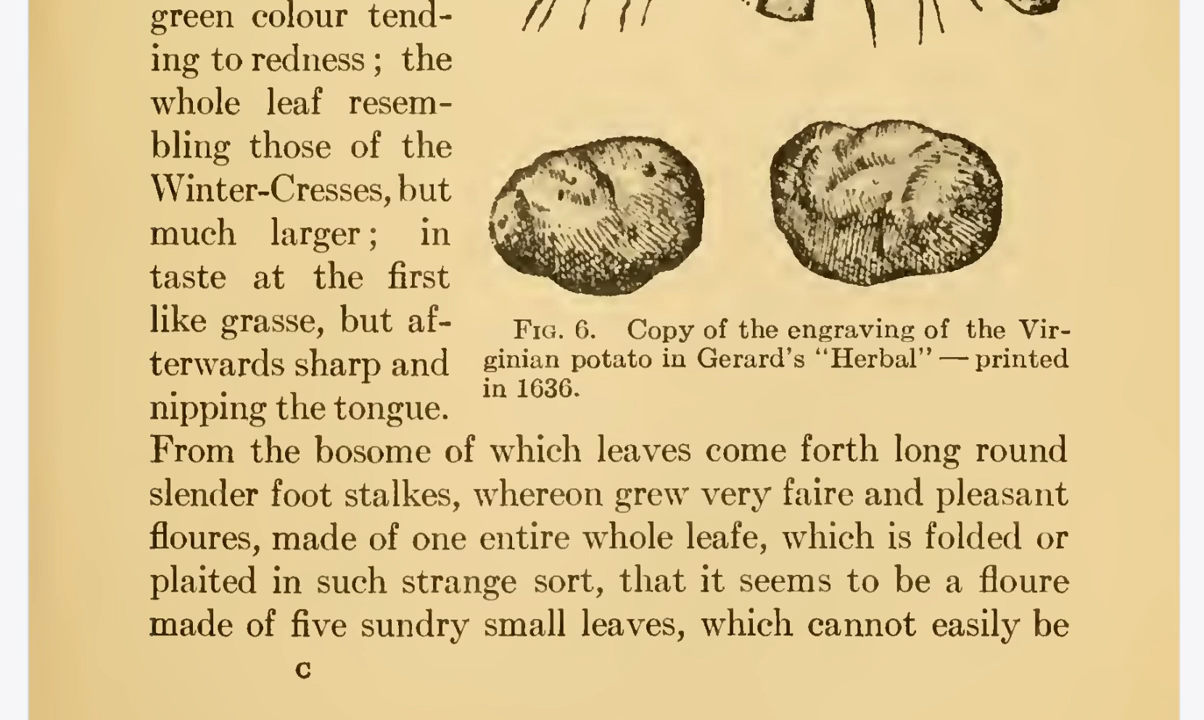 green colour tend-
ing to redness ; the
whole leaf resem-
bling those of the
Winter-Cresses, but
much larger ; in
taste at the first
like grasse, but af-
terwards sharp and
nipping the tongue.
FIG. 6. Copy of the engraving of the Vir-
ginian potato in Gerard's “Herbal” — printed
in 1636.
From the bosome of which leaves come forth long round
slender foot stalkes, whereon grew very faire and pleasant
floures, made of one entire whole leafe, which is folded or
plaited in such strange sort, that it seems to be a floure
made of five sundry small leaves, which cannot easily be
C